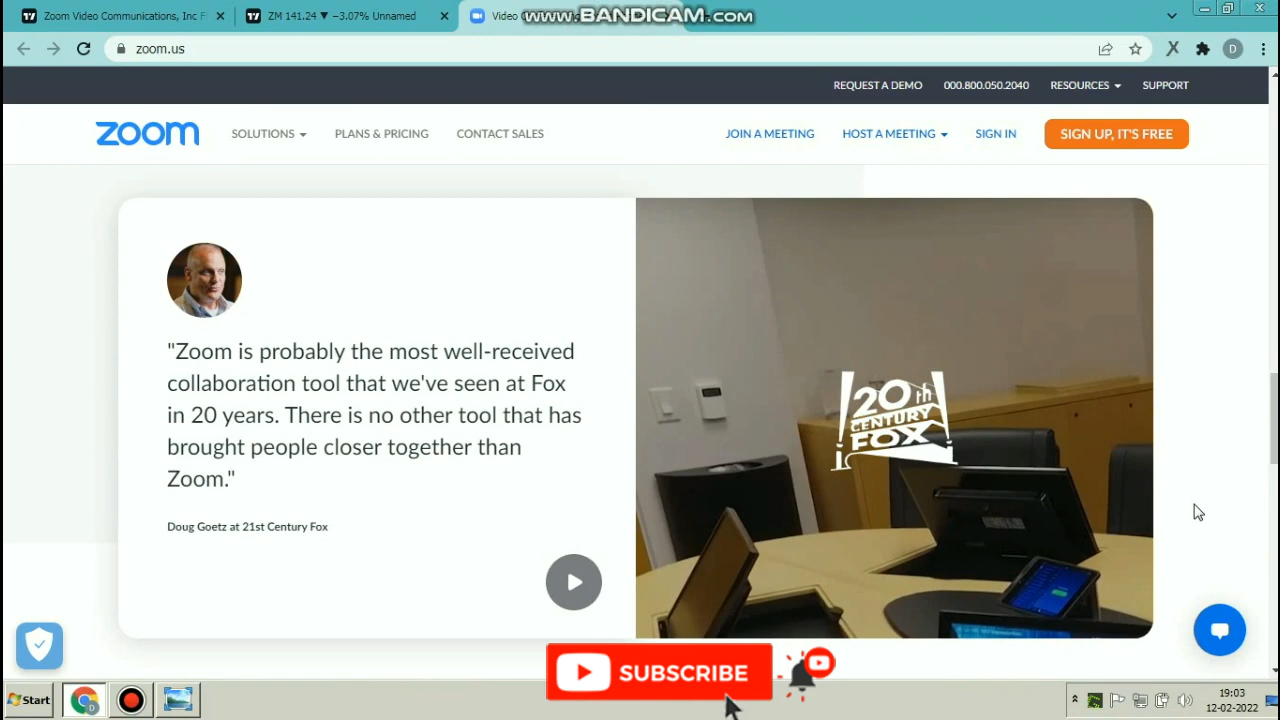 Zoom Video Communications, Inc F
ZM 141.24 ▼ −3.07% Unnamed
Video
WWW.BANDICAM.COM
zoom.us
D
REQUEST A DEMO
000.800.050.2040
RESOURCES
SUPPORT
zoom
SOLUTIONS
PLANS & PRICING
CONTACT SALES
JOIN A MEETING
HOST A MEETING
SIGN IN
SIGN UP, IT'S FREE
"Zoom is probably the most well-received
collaboration tool that we've seen at Fox
in 20 years. There is no other tool that has
brought people closer together than
Zoom."
Doug Goetz at 21st Century Fox
20th
CENTURY
FOX
SUBSCRIBE
Start
D
19:03
12-02-2022